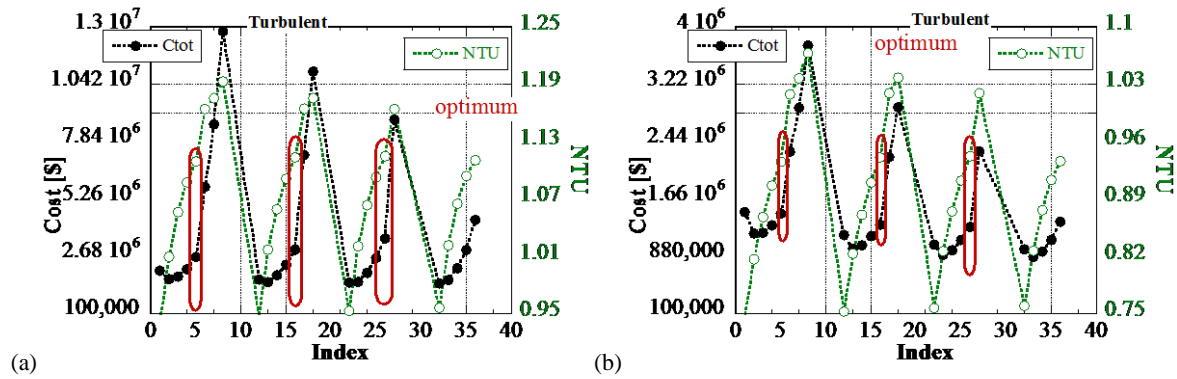 Turbulent
1.3 10⁷
1.042 10⁷
7.84 10⁶
5.26 10⁶
2.68 10⁶
100,000
Cost [$]
Ctot
NTU
optimum
1.25
1.19
1.13
1.07
1.01
0.95
NTU
0 5 10 15 20 25 30 35 40
Index
(a)
Turbulent
4 10⁶
3.22 10⁶
2.44 10⁶
1.66 10⁶
880,000
100,000
Cost [$]
Ctot
optimum
NTU
1.1
1.03
0.96
0.89
0.82
0.75
NTU
0 5 10 15 20 25 30 35 40
Index
(b)